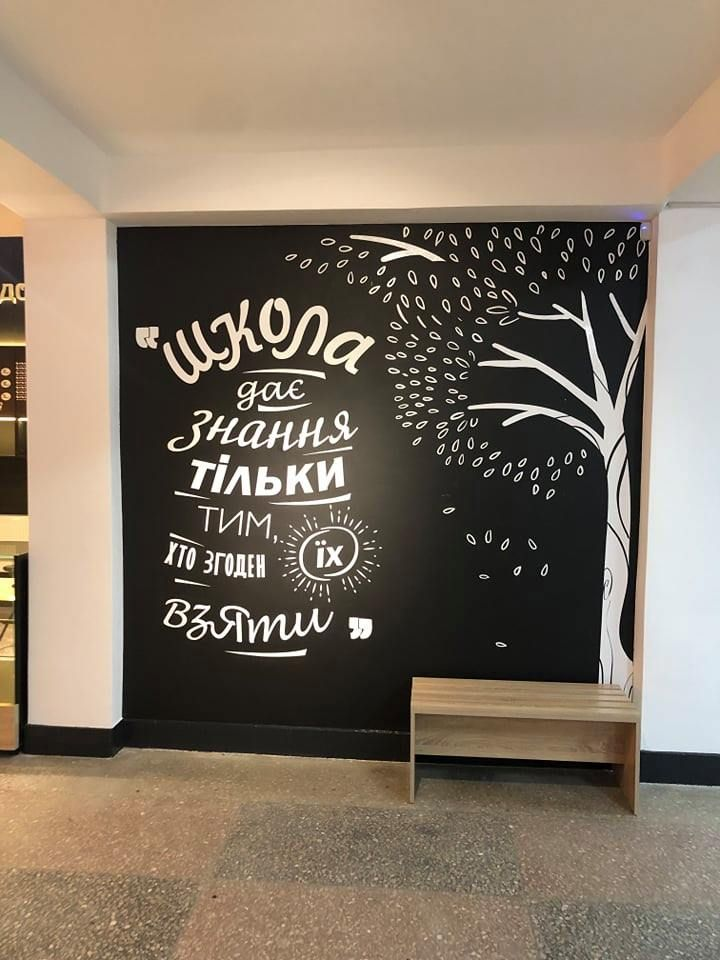 "школа
дає
знання
тільки
тим,
хто згоден їх
взяти"